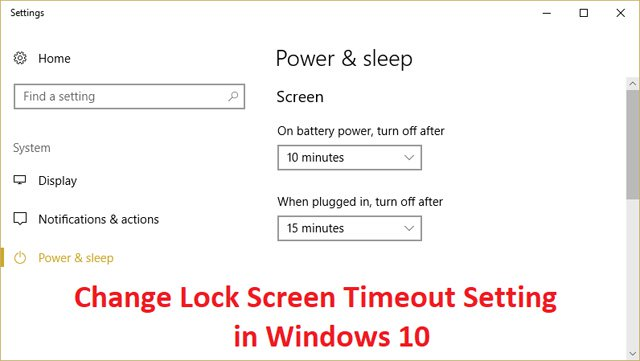 Settings
Home
Find a setting
System
Display
Notifications & actions
Power & sleep
Power & sleep
Screen
On battery power, turn off after
10 minutes
When plugged in, turn off after
15 minutes
Change Lock Screen Timeout Setting
in Windows 10